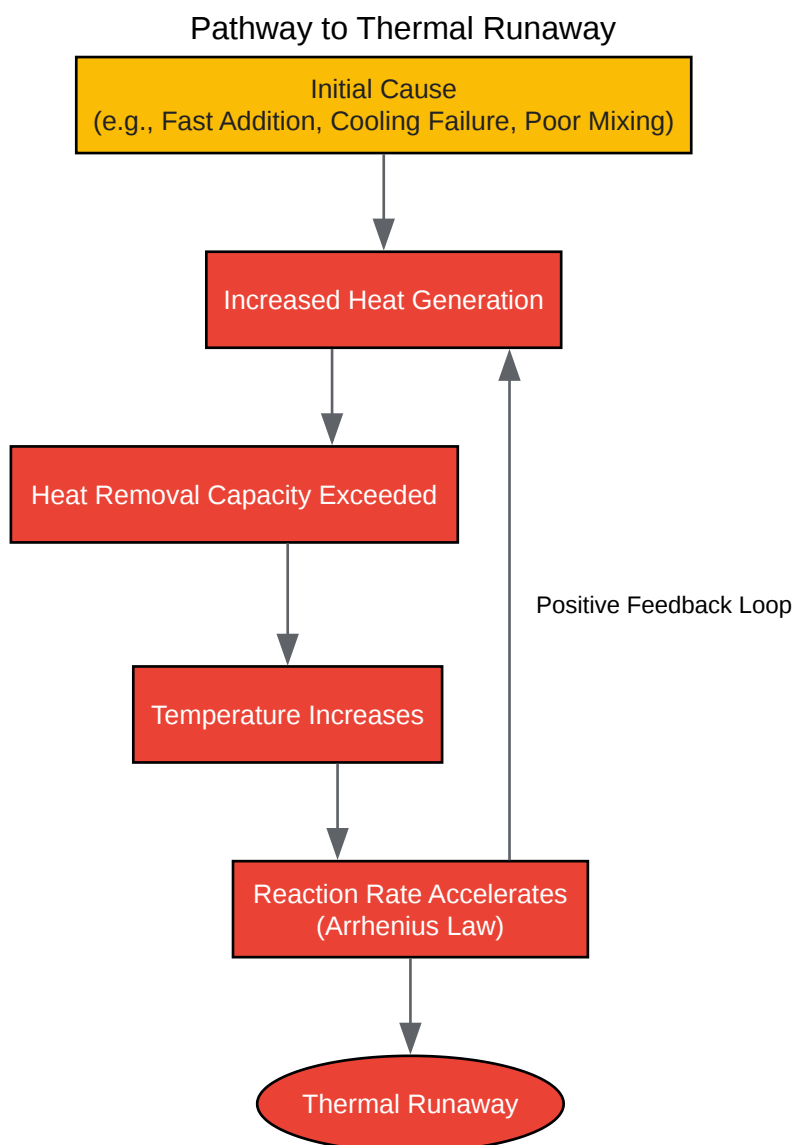 Pathway to Thermal Runaway
Initial Cause
(e.g., Fast Addition, Cooling Failure, Poor Mixing)
Increased Heat Generation
Heat Removal Capacity Exceeded
Positive Feedback Loop
Temperature Increases
Reaction Rate Accelerates
(Arrhenius Law)
Thermal Runaway